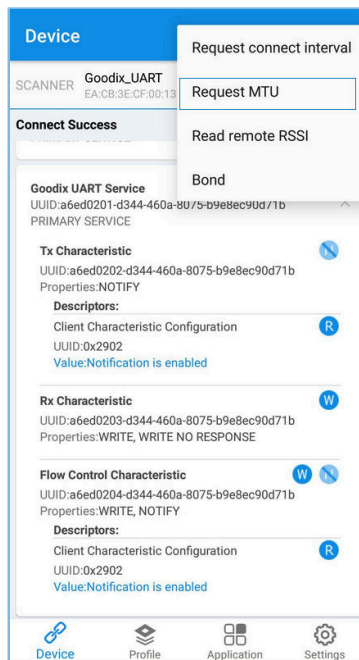 Device
Request connect interval
Request MTU
Read remote RSSI
Bond
SCANNER
Goodix_UART
EA:CB:3E:CF:00:13
Connect Success
Goodix UART Service
UUID:a6ed0201-d344-460a-8075-b9e8ec90d71b
PRIMARY SERVICE
Tx Characteristic
N
UUID:a6ed0202-d344-460a-8075-b9e8ec90d71b
Properties:NOTIFY
Descriptors:
Client Characteristic Configuration
R
UUID:0x2902
Value:Notification is enabled
Rx Characteristic
W
UUID:a6ed0203-d344-460a-8075-b9e8ec90d71b
Properties:WRITE, WRITE NO RESPONSE
Flow Control Characteristic
W N
UUID:a6ed0204-d344-460a-8075-b9e8ec90d71b
Properties:WRITE, NOTIFY
Descriptors:
Client Characteristic Configuration
R
UUID:0x2902
Value:Notification is enabled
Device Profile Application Settings